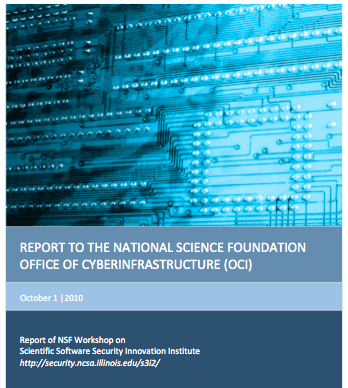 REPORT TO THE NATIONAL SCIENCE FOUNDATION
OFFICE OF CYBERINFRASTRUCTURE (OCI)
October 1 |2010
Report of NSF Workshop on
Scientific Software Security Innovation Institute
http://security.ncsa.illinois.edu/s3i2/